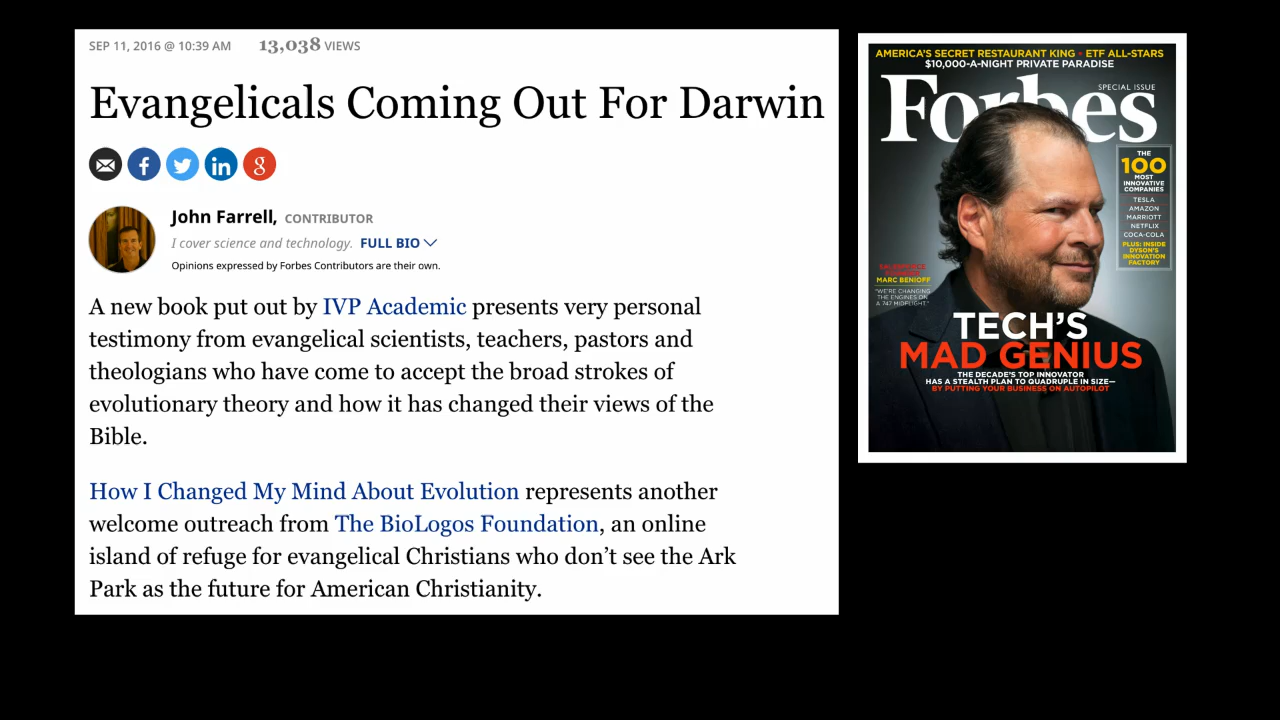 SEP 11, 2016 @ 10:39 AM 13,038 VIEWS
Evangelicals Coming Out For Darwin
John Farrell, CONTRIBUTOR
I cover science and technology. FULL BIO
Opinions expressed by Forbes Contributors are their own.
A new book put out by IVP Academic presents very personal
testimony from evangelical scientists, teachers, pastors and
theologians who have come to accept the broad strokes of
evolutionary theory and how it has changed their views of the
Bible.
How I Changed My Mind About Evolution represents another
welcome outreach from The BioLogos Foundation, an online
island of refuge for evangelical Christians who don’t see the Ark
Park as the future for American Christianity.
AMERICA'S SECRET RESTAURANT KING • ETF ALL-STARS
$10,000-A-NIGHT PRIVATE PARADISE
Forbes
SPECIAL ISSUE
THE
100
MOST
INNOVATIVE
COMPANIES
TESLA
AMAZON
MARRIOTT
NETFLIX
COCA-COLA
PLUS: INSIDE
DYSON'S
INNOVATION
FACTORY
MARC BENIOFF
"WE'RE CHANGING
THE ENGINES ON
A 747 MIDFLIGHT."
TECH'S
MAD GENIUS
THE DECADE'S TOP INNOVATOR
HAS A STEALTH PLAN TO QUADRUPLE IN SIZE—
BY PUTTING YOUR BUSINESS ON AUTOPILOT